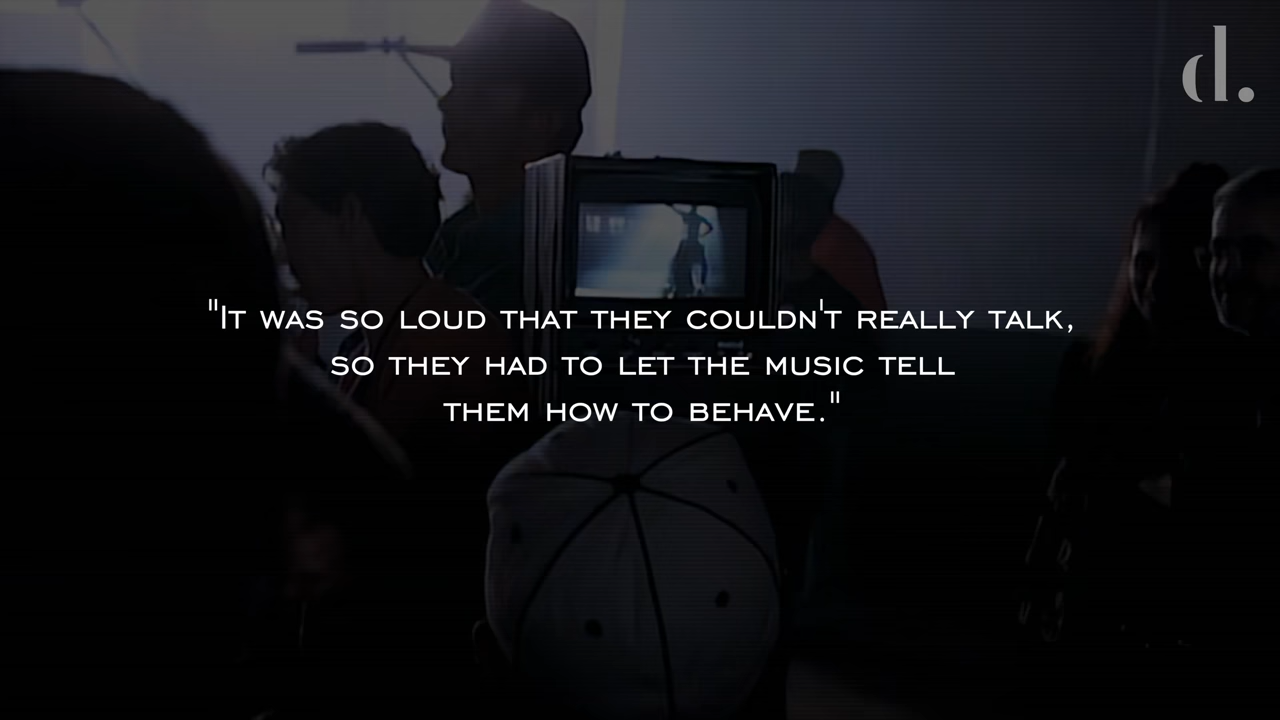 d.
"It was so loud that they couldn't really talk,
so they had to let the music tell
them how to behave."